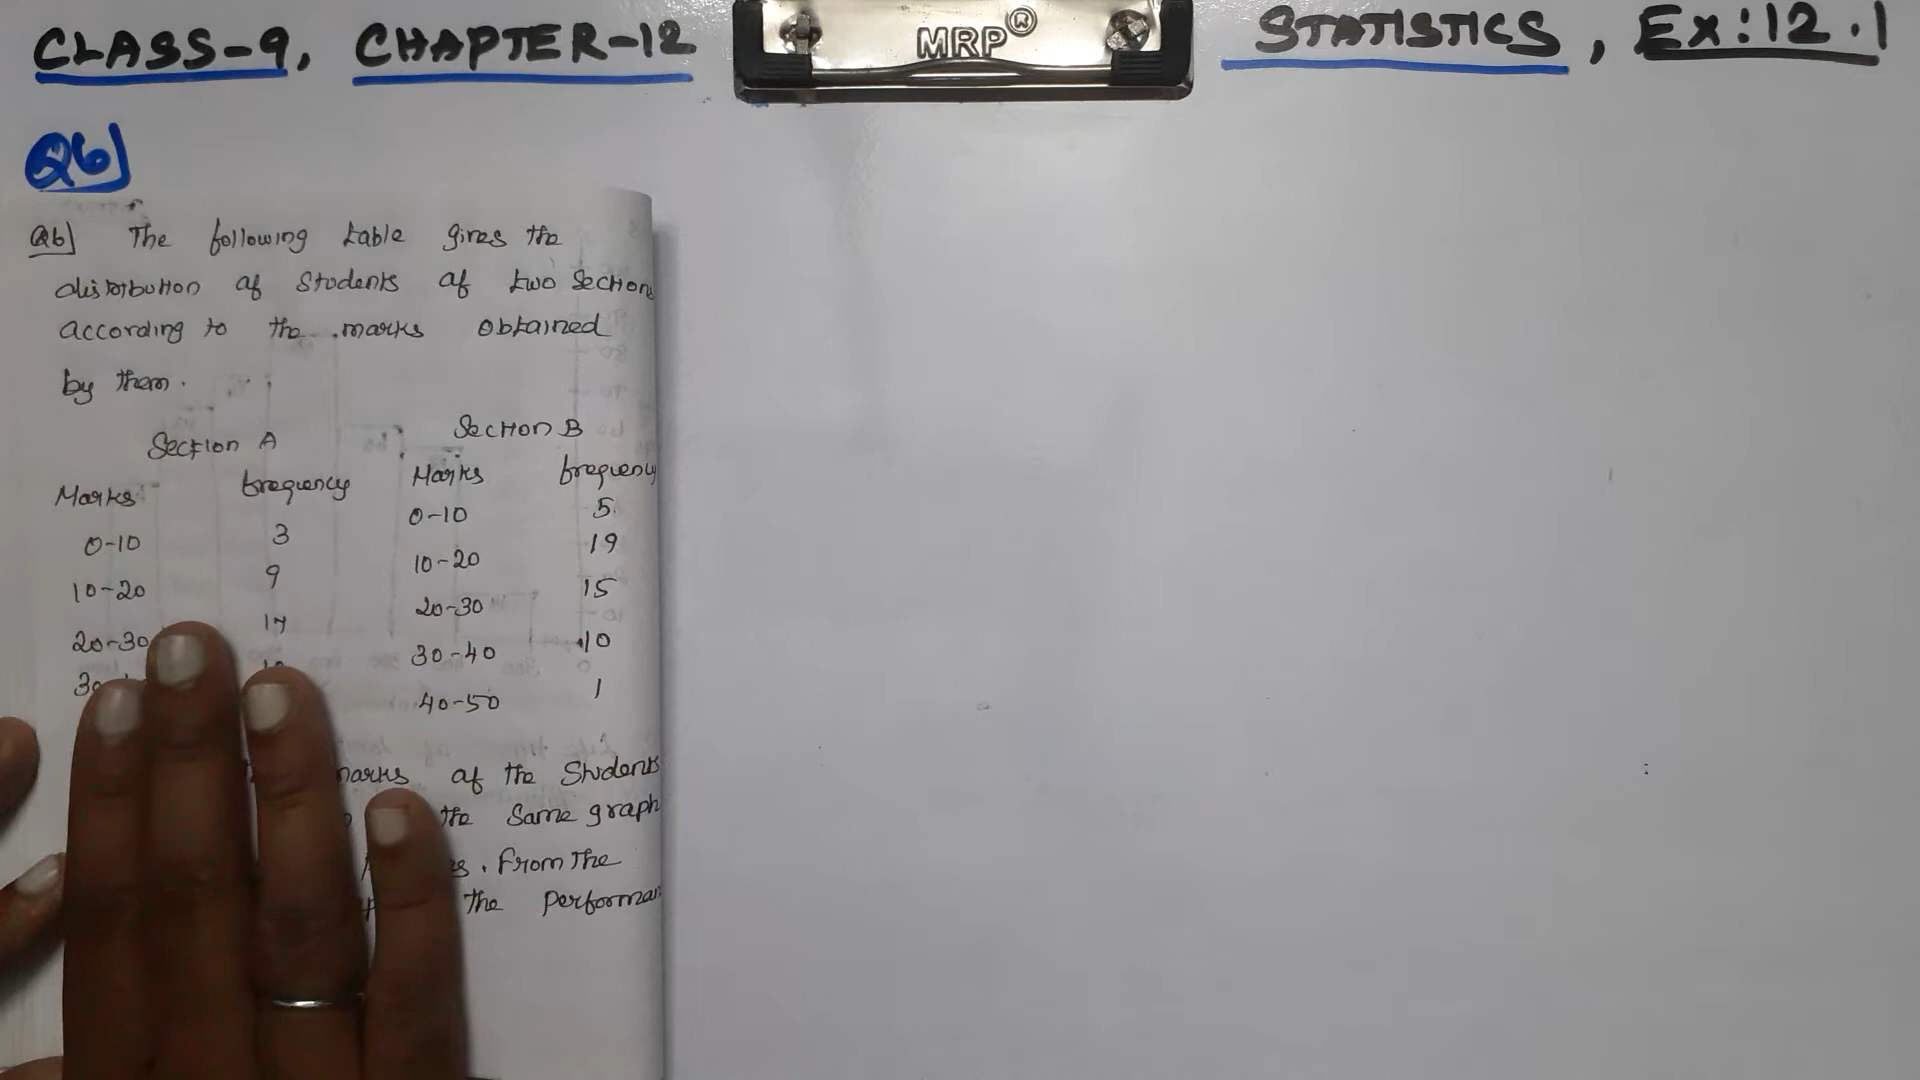 CLASS-9, CHAPTER-12
MRP®
STATISTICS, Ex:12.1
Q6]
Q6] The following table gives the
distribution of Students of two Sections
according to the marks obtained
by them.
Section A Section B
Marks frequency Marks frequency
0-10 3 0-10 5
10-20 9 10-20 19
20-30 17 20-30 15
30-40 10
40-50 1
marks of the Students
the Same graph
. From The
the performan